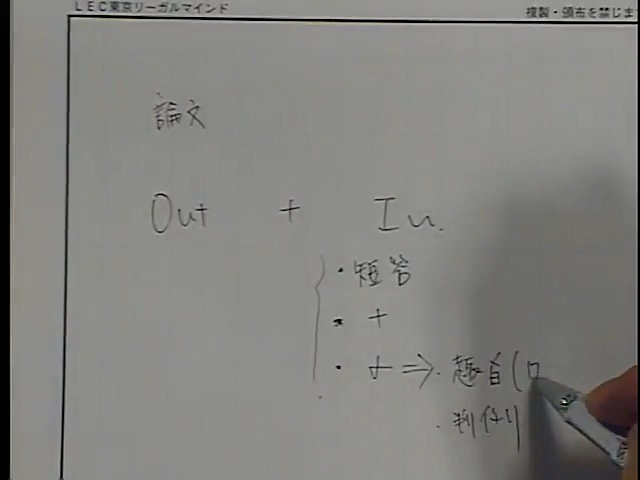 LEC東京リーガルマインド 複製・頒布を禁じま
論文
Out + In.
・短答
・+
・+ ⇒ ・趣旨(
・判例